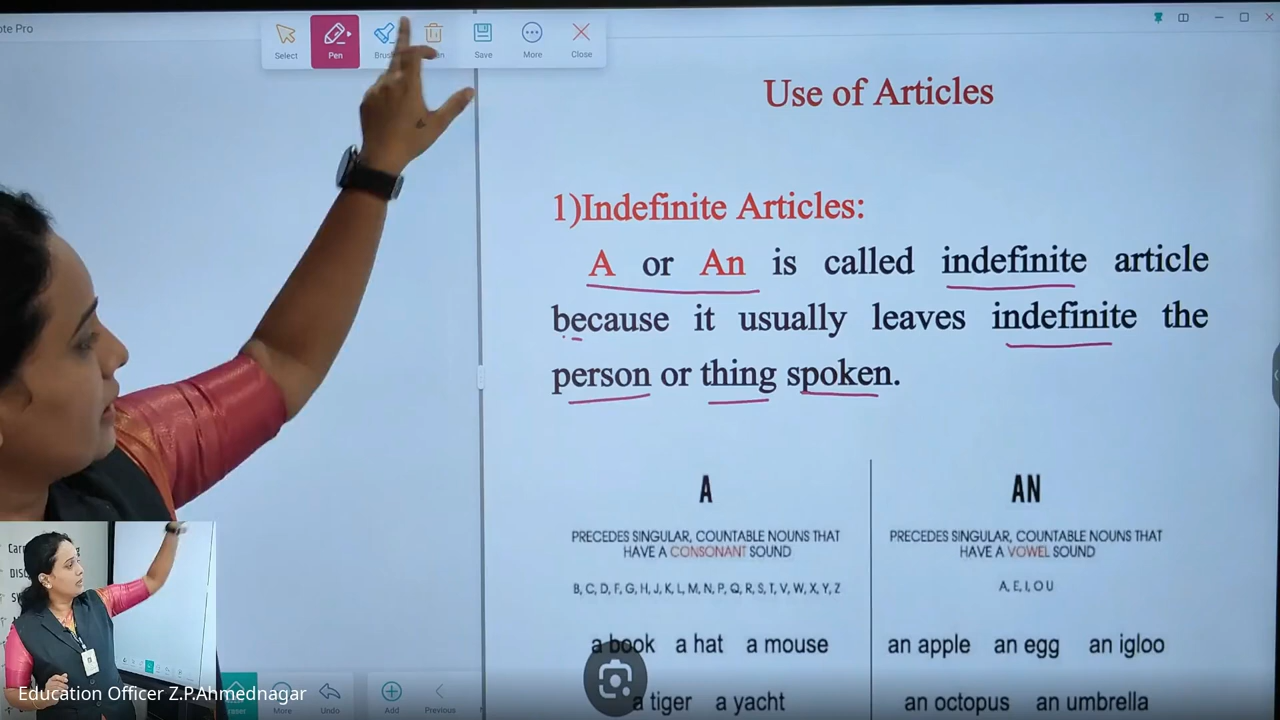 ote Pro
Select
Pen
Save
More
Close
Use of Articles
1)Indefinite Articles:
A or An is called indefinite article
because it usually leaves indefinite the
person or thing spoken.
A
PRECEDES SINGULAR, COUNTABLE NOUNS THAT
HAVE A CONSONANT SOUND
B, C, D, F, G, H, J, K, L, M, N, P, Q, R, S, T, V, W, X, Y, Z
a book a hat a mouse
a tiger a yacht
AN
PRECEDES SINGULAR, COUNTABLE NOUNS THAT
HAVE A VOWEL SOUND
A, E, I, O U
an apple an egg an igloo
an octopus an umbrella
Education Officer Z.P.Ahmednagar
More
Undo
Add
Previous